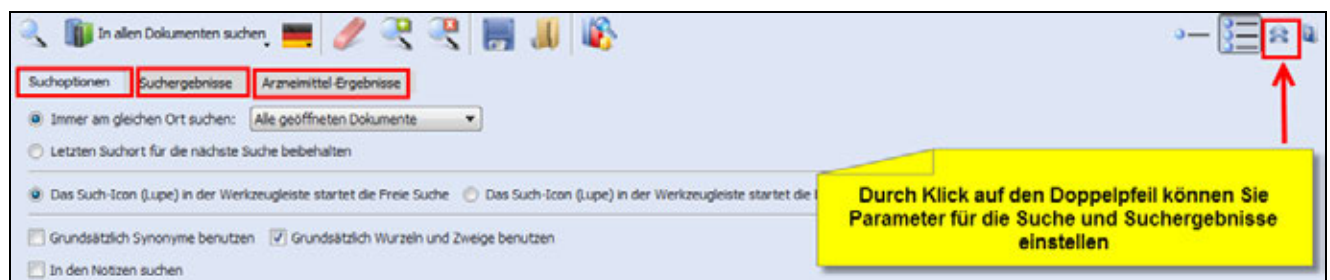 In allen Dokumenten suchen
Suchoptionen Suchergebnisse Arzneimittel-Ergebnisse
Immer am gleichen Ort suchen: Alle geöffneten Dokumente
Letzten Suchort für die nächste Suche beibehalten
Das Such-Icon (Lupe) in der Werkzeugleiste startet die Freie Suche Das Such-Icon (Lupe) in der Werkzeugleiste startet die
Durch Klick auf den Doppelpfeil können Sie
Parameter für die Suche und Suchergebnisse
einstellen
Grundsätzlich Synonyme benutzen Grundsätzlich Wurzeln und Zweige benutzen
In den Notizen suchen